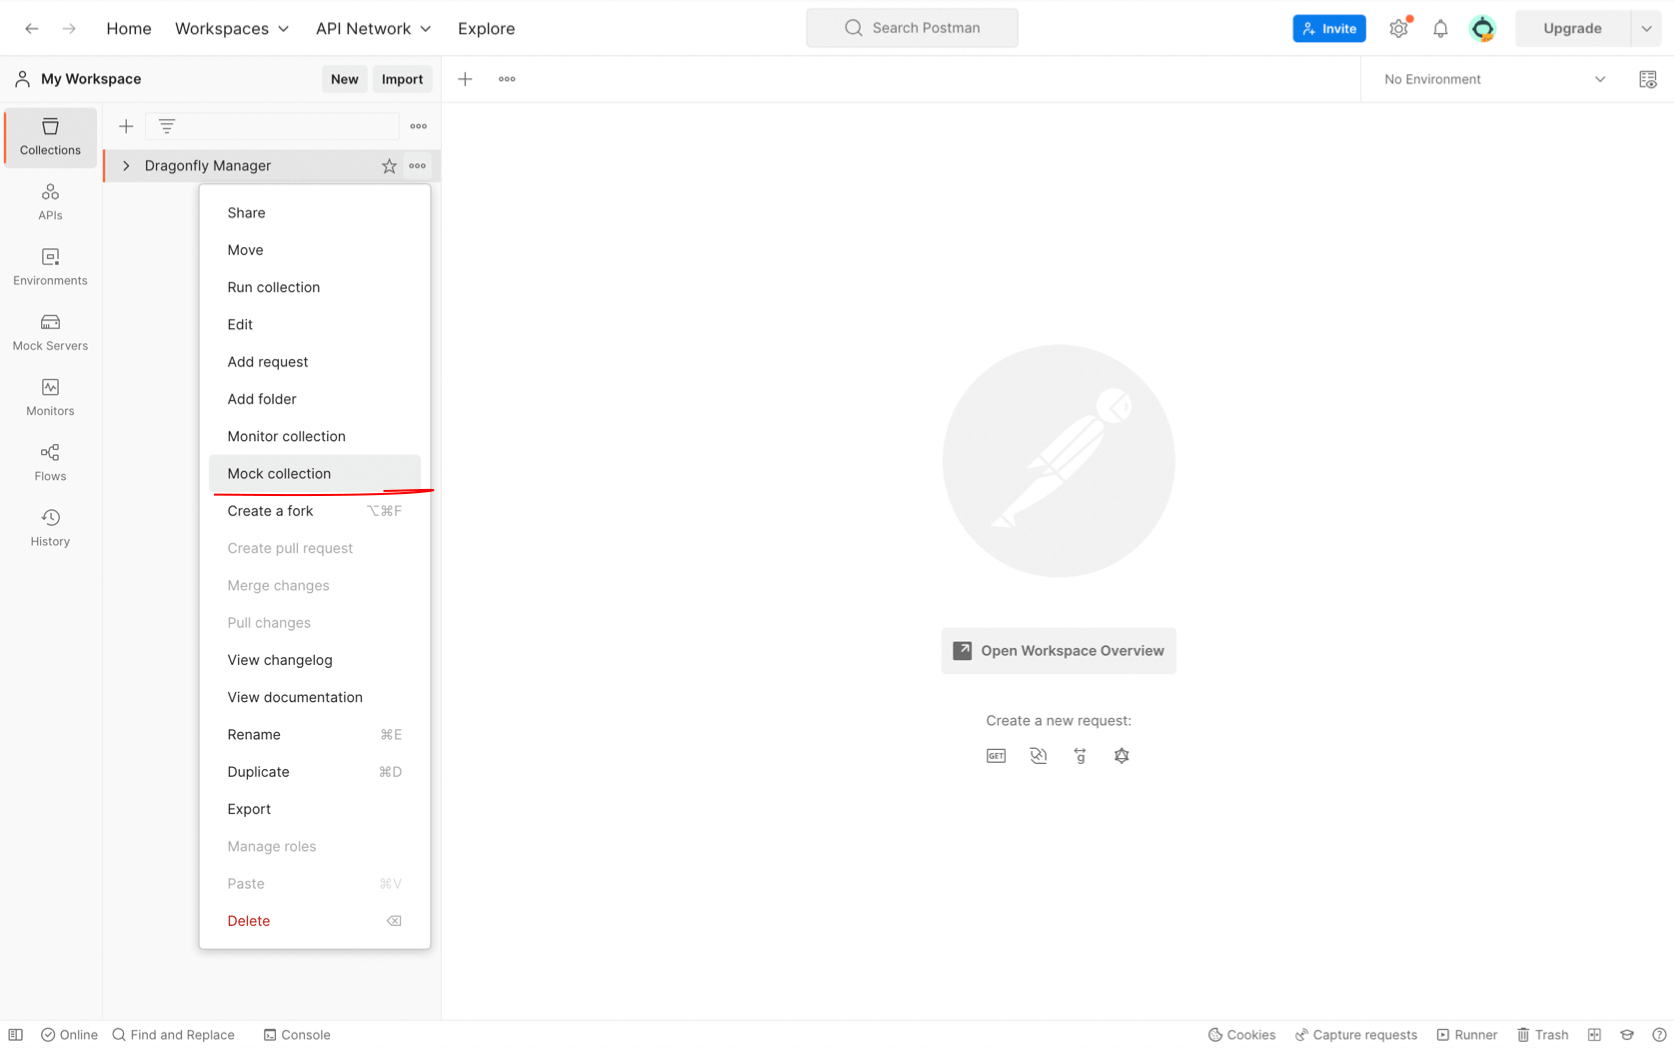 Home Workspaces API Network Explore Search Postman Invite Upgrade
My Workspace New Import No Environment
Collections
APIs
Environments
Mock Servers
Monitors
Flows
History
Dragonfly Manager
Share
Move
Run collection
Edit
Add request
Add folder
Monitor collection
Mock collection
Create a fork ⌥⌘F
Create pull request
Merge changes
Pull changes
View changelog
View documentation
Rename ⌘E
Duplicate ⌘D
Export
Manage roles
Paste ⌘V
Delete ⌫
Open Workspace Overview
Create a new request:
GET g
Online Find and Replace Console Cookies Capture requests Runner Trash